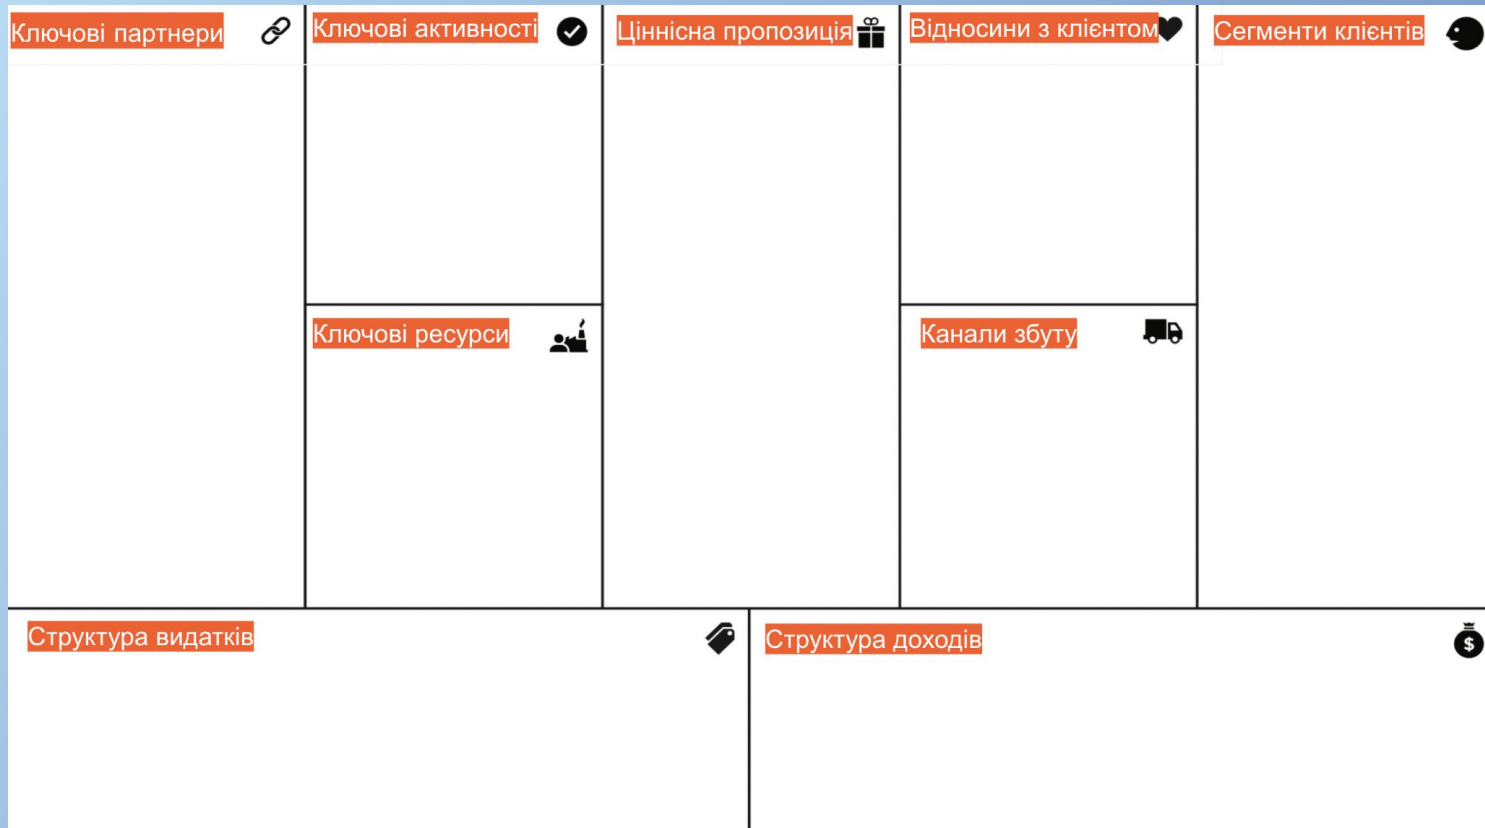 Ключові партнери
Ключові активності
Ціннісна пропозиція
Відносини з клієнтом
Сегменти клієнтів
Ключові ресурси
Канали збуту
Структура видатків
Структура доходів
$